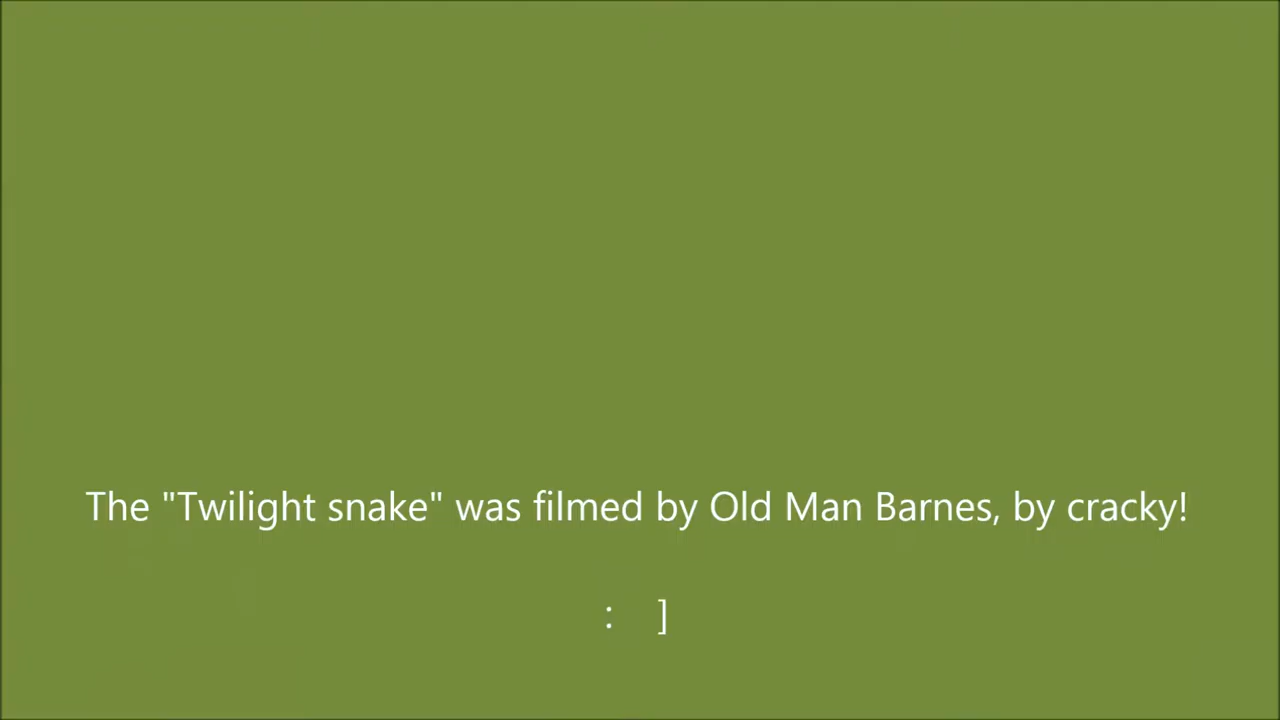 The "Twilight snake" was filmed by Old Man Barnes, by cracky!
: ]